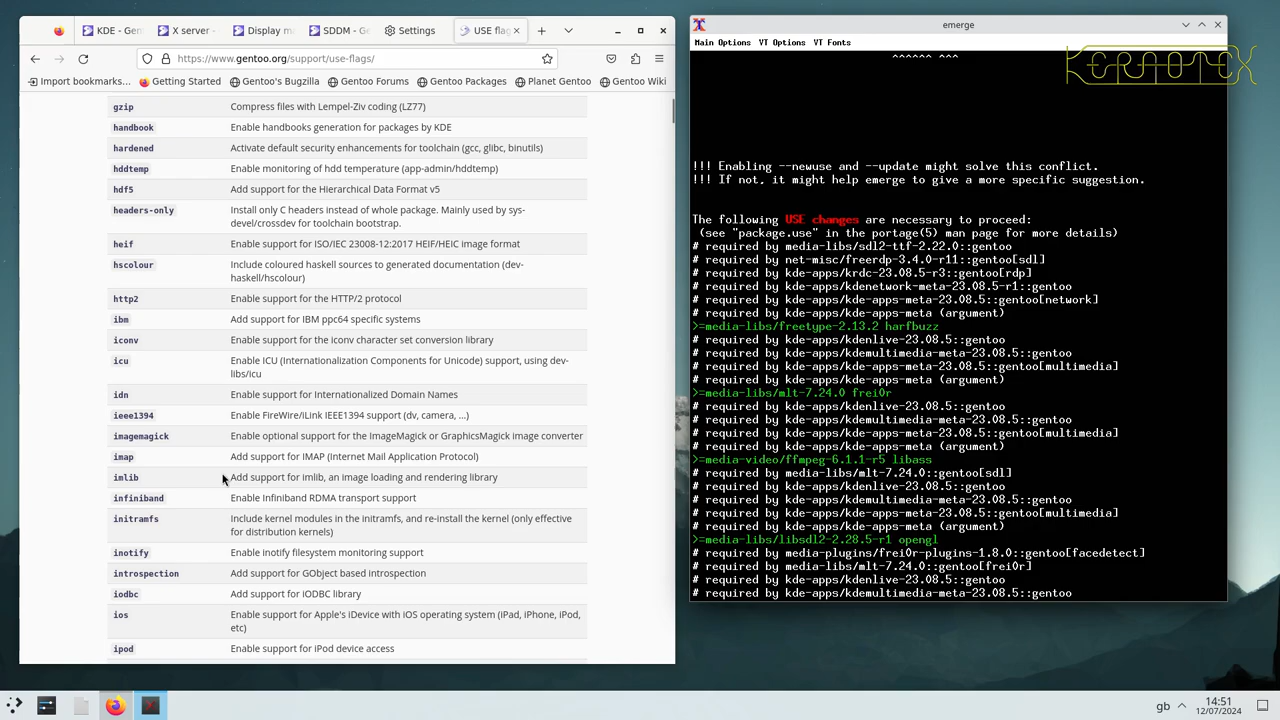 KDE - Gen
X server -
Display m
SDDM - G
Settings
USE flag
https://www.gentoo.org/support/use-flags/
Import bookmarks...
Getting Started
Gentoo's Bugzilla
Gentoo Forums
Gentoo Packages
Planet Gentoo
Gentoo Wiki
gzip Compress files with Lempel-Ziv coding (LZ77)
handbook Enable handbooks generation for packages by KDE
hardened Activate default security enhancements for toolchain (gcc, glibc, binutils)
hddtemp Enable monitoring of hdd temperature (app-admin/hddtemp)
hdf5 Add support for the Hierarchical Data Format v5
headers-only Install only C headers instead of whole package. Mainly used by sys-
devel/crossdev for toolchain bootstrap.
heif Enable support for ISO/IEC 23008-12:2017 HEIF/HEIC image format
hscolour Include coloured haskell sources to generated documentation (dev-
haskell/hscolour)
http2 Enable support for the HTTP/2 protocol
ibm Add support for IBM ppc64 specific systems
iconv Enable support for the iconv character set conversion library
icu Enable ICU (Internationalization Components for Unicode) support, using dev-
libs/icu
idn Enable support for Internationalized Domain Names
ieee1394 Enable FireWire/iLink IEEE1394 support (dv, camera, ...)
imagemagick Enable optional support for the ImageMagick or GraphicsMagick image converter
imap Add support for IMAP (Internet Mail Application Protocol)
imlib Add support for imlib, an image loading and rendering library
infiniband Enable Infiniband RDMA transport support
initramfs Include kernel modules in the initramfs, and re-install the kernel (only effective
for distribution kernels)
inotify Enable inotify filesystem monitoring support
introspection Add support for GObject based introspection
iodbc Add support for iODBC library
ios Enable support for Apple's iDevice with iOS operating system (iPad, iPhone, iPod,
etc)
ipod Enable support for iPod device access
emerge
Main Options VT Options VT Fonts
KERAOTEX
^^^^^^ ^^^
!!! Enabling --newuse and --update might solve this conflict.
!!! If not, it might help emerge to give a more specific suggestion.
The following USE changes are necessary to proceed:
(see "package.use" in the portage(5) man page for more details)
# required by media-libs/sdl2-ttf-2.22.0::gentoo
# required by net-misc/freerdp-3.4.0-r11::gentoo[sdl]
# required by kde-apps/krdc-23.08.5-r3::gentoo[rdp]
# required by kde-apps/kdenetwork-meta-23.08.5-r1::gentoo
# required by kde-apps/kde-apps-meta-23.08.5::gentoo[network]
# required by kde-apps/kde-apps-meta (argument)
>=media-libs/freetype-2.13.2 harfbuzz
# required by kde-apps/kdenlive-23.08.5::gentoo
# required by kde-apps/kdemultimedia-meta-23.08.5::gentoo
# required by kde-apps/kde-apps-meta-23.08.5::gentoo[multimedia]
# required by kde-apps/kde-apps-meta (argument)
>=media-libs/mlt-7.24.0 frei0r
# required by kde-apps/kdenlive-23.08.5::gentoo
# required by kde-apps/kdemultimedia-meta-23.08.5::gentoo
# required by kde-apps/kde-apps-meta-23.08.5::gentoo[multimedia]
# required by kde-apps/kde-apps-meta (argument)
>=media-video/ffmpeg-6.1.1-r5 libass
# required by media-libs/mlt-7.24.0::gentoo[sdl]
# required by kde-apps/kdenlive-23.08.5::gentoo
# required by kde-apps/kdemultimedia-meta-23.08.5::gentoo
# required by kde-apps/kde-apps-meta-23.08.5::gentoo[multimedia]
# required by kde-apps/kde-apps-meta (argument)
>=media-libs/libsdl2-2.28.5-r1 opengl
# required by media-plugins/frei0r-plugins-1.8.0::gentoo[facedetect]
# required by media-libs/mlt-7.24.0::gentoo[frei0r]
# required by kde-apps/kdenlive-23.08.5::gentoo
# required by kde-apps/kdemultimedia-meta-23.08.5::gentoo
gb
14:51
12/07/2024